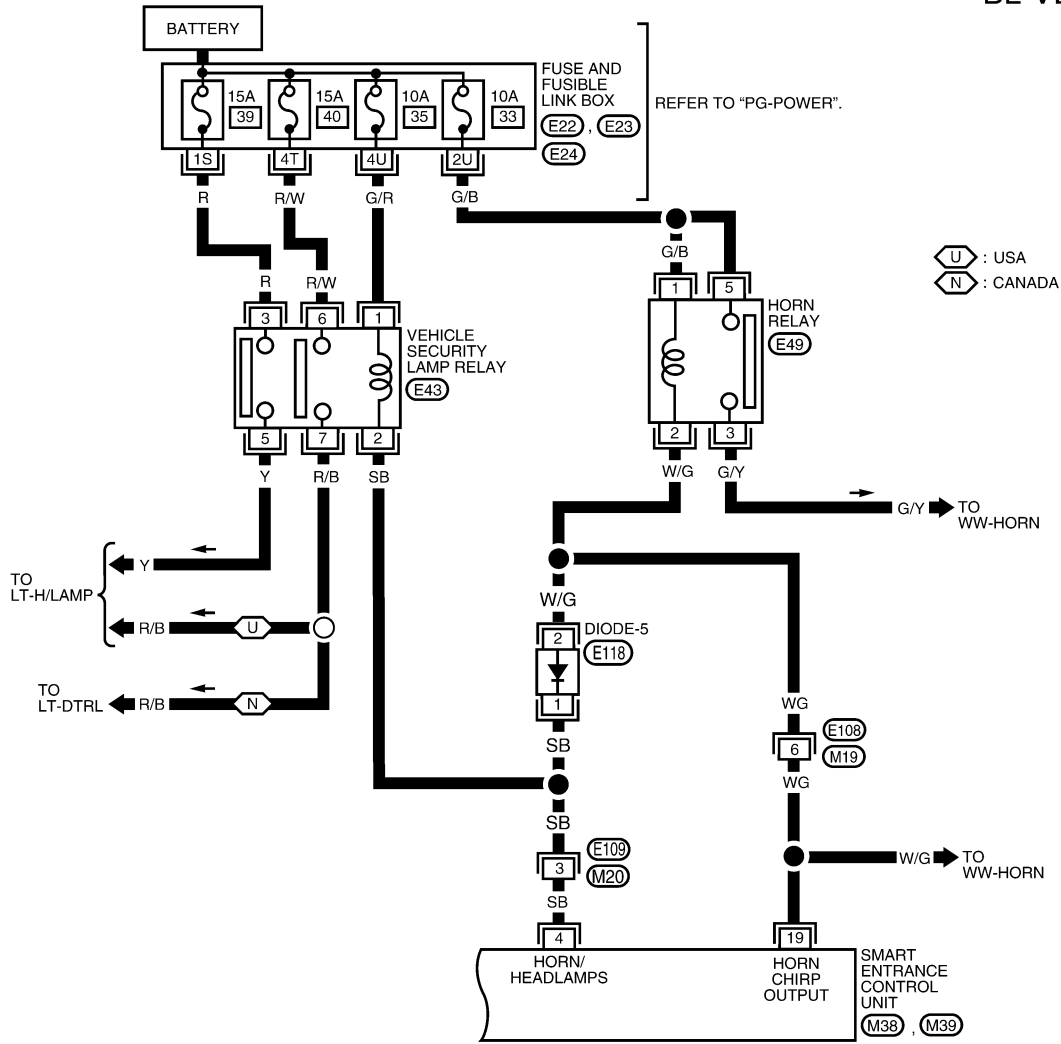 BATTERY
15A
39
15A
40
10A
35
10A
33
FUSE AND
FUSIBLE
LINK BOX
E22 , E23
E24
REFER TO "PG-POWER".
1S
4T
4U
2U
R
R/W
G/R
G/B
G/B
U : USA
N : CANADA
R
R/W
3
6
1
1
5
HORN
RELAY
E49
VEHICLE
SECURITY
LAMP RELAY
E43
5
7
2
2
3
Y
R/B
SB
W/G
G/Y
G/Y
TO
WW-HORN
TO
LT-H/LAMP
Y
R/B
U
TO
LT-DTRL
R/B
N
W/G
2
DIODE-5
E118
1
SB
SB
WG
6
E108
M19
WG
3
E109
M20
SB
W/G
TO
WW-HORN
4
19
HORN/
HEADLAMPS
HORN
CHIRP
OUTPUT
SMART
ENTRANCE
CONTROL
UNIT
M38 , M39